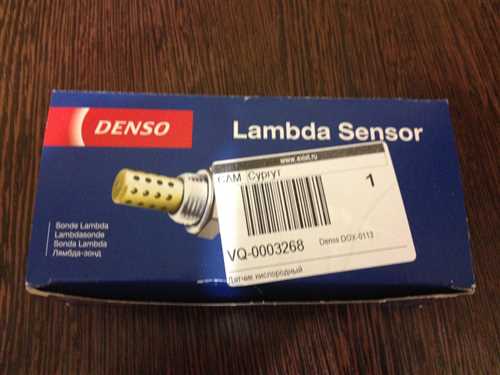 DENSO
Lambda Sensor
www.exist.ru
САМ Сургут
1
VQ-0003268
Denso DOX-0113
Датчик кислородный
Sonde Lambda
Lambdasonde
Sonda Lambda
Лямбда-зонд